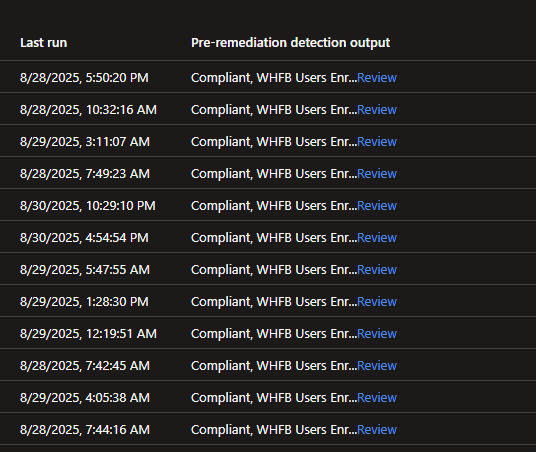 Last run Pre-remediation detection output
8/28/2025, 5:50:20 PM Compliant, WHFB Users Enr...Review
8/28/2025, 10:32:16 AM Compliant, WHFB Users Enr...Review
8/29/2025, 3:11:07 AM Compliant, WHFB Users Enr...Review
8/28/2025, 7:49:23 AM Compliant, WHFB Users Enr...Review
8/30/2025, 10:29:10 PM Compliant, WHFB Users Enr...Review
8/30/2025, 4:54:54 PM Compliant, WHFB Users Enr...Review
8/29/2025, 5:47:55 AM Compliant, WHFB Users Enr...Review
8/29/2025, 1:28:30 PM Compliant, WHFB Users Enr...Review
8/29/2025, 12:19:51 AM Compliant, WHFB Users Enr...Review
8/28/2025, 7:42:45 AM Compliant, WHFB Users Enr...Review
8/29/2025, 4:05:38 AM Compliant, WHFB Users Enr...Review
8/28/2025, 7:44:16 AM Compliant, WHFB Users Enr...Review